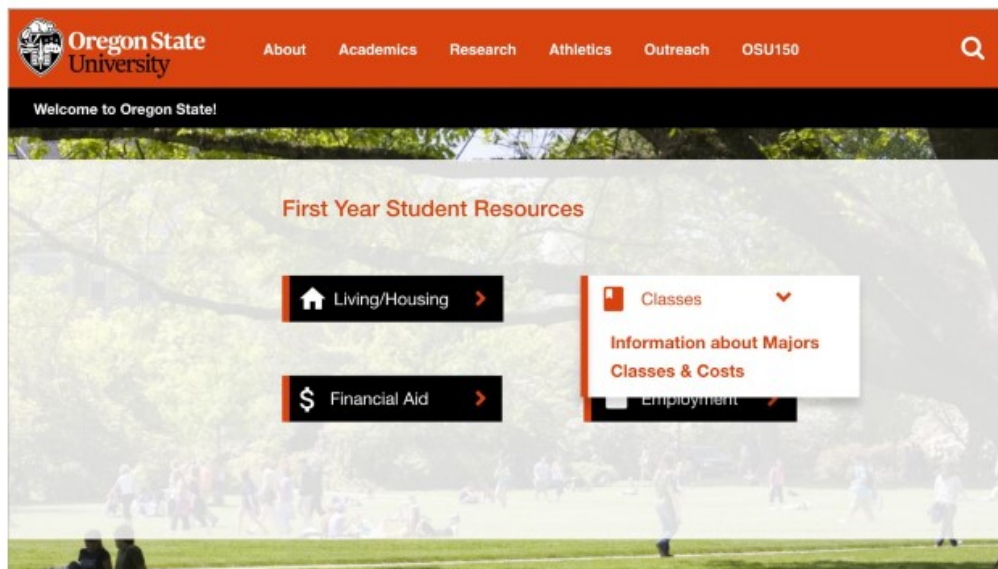 Oregon State
University
About Academics Research Athletics Outreach OSU150
Welcome to Oregon State!
First Year Student Resources
Living/Housing
Classes
Information about Majors
Classes & Costs
Financial Aid
Employment